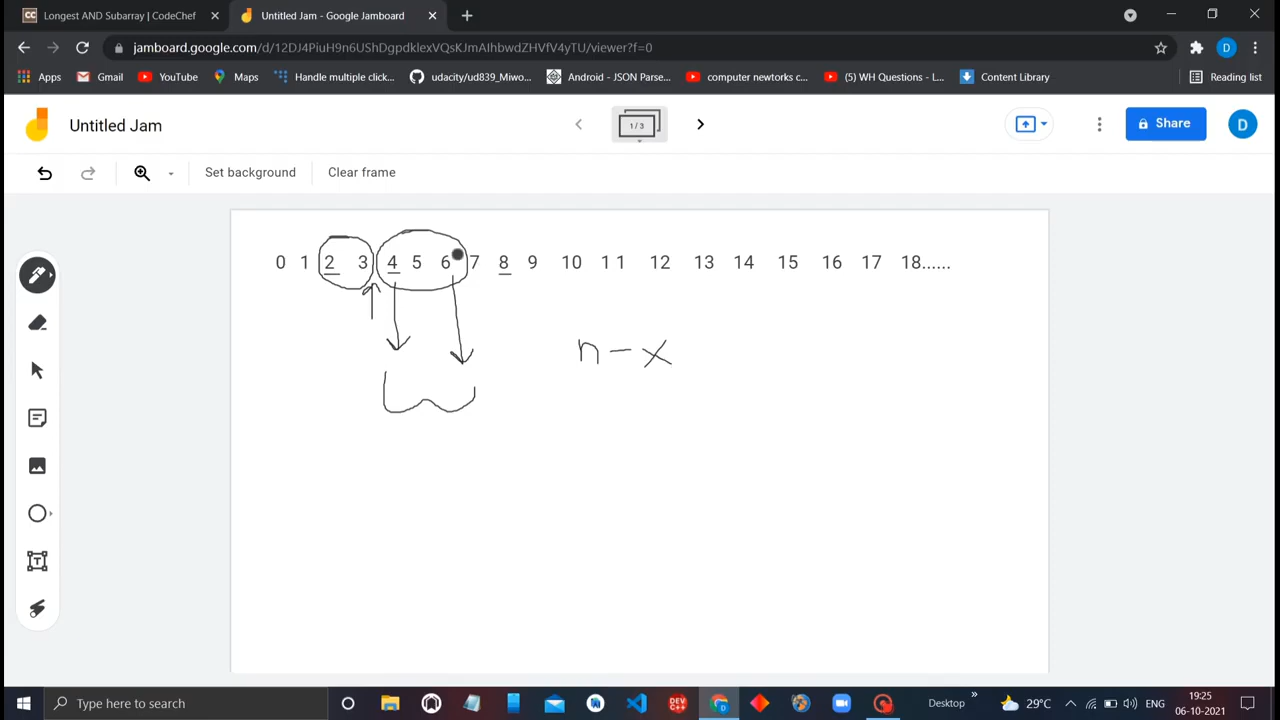 Longest AND Subarray | CodeChef
Untitled Jam - Google Jamboard
jamboard.google.com/d/12DJ4PiuH9n6UShDgpdklexVQsKJmAIhbwdZHVfV4yTU/viewer?f=0
D
Apps
Gmail
YouTube
Maps
Handle multiple click...
udacity/ud839_Miwo...
Android - JSON Parse...
computer newtorks c...
(5) WH Questions - L...
Content Library
Reading list
Untitled Jam
1/3
Share
D
Set background
Clear frame
0 1 2 3 4 5 6 7 8 9 10 11 12 13 14 15 16 17 18......
n - x
Type here to search
Desktop
29°C
ENG
19:25
06-10-2021